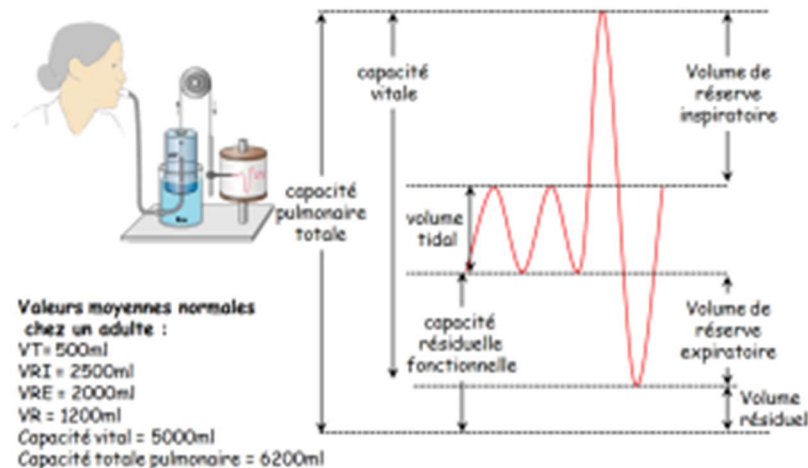 capacité
vitale
Volume de
réserve
inspiratoire
capacité
pulmonaire
totale
volume
tidal
capacité
résiduelle
fonctionnelle
Volume de
réserve
expiratoire
Volume
résiduel
Valeurs moyennes normales
chez un adulte :
VT= 500ml
VRI = 2500ml
VRE = 2000ml
VR = 1200ml
Capacité vital = 5000ml
Capacité totale pulmonaire = 6200ml